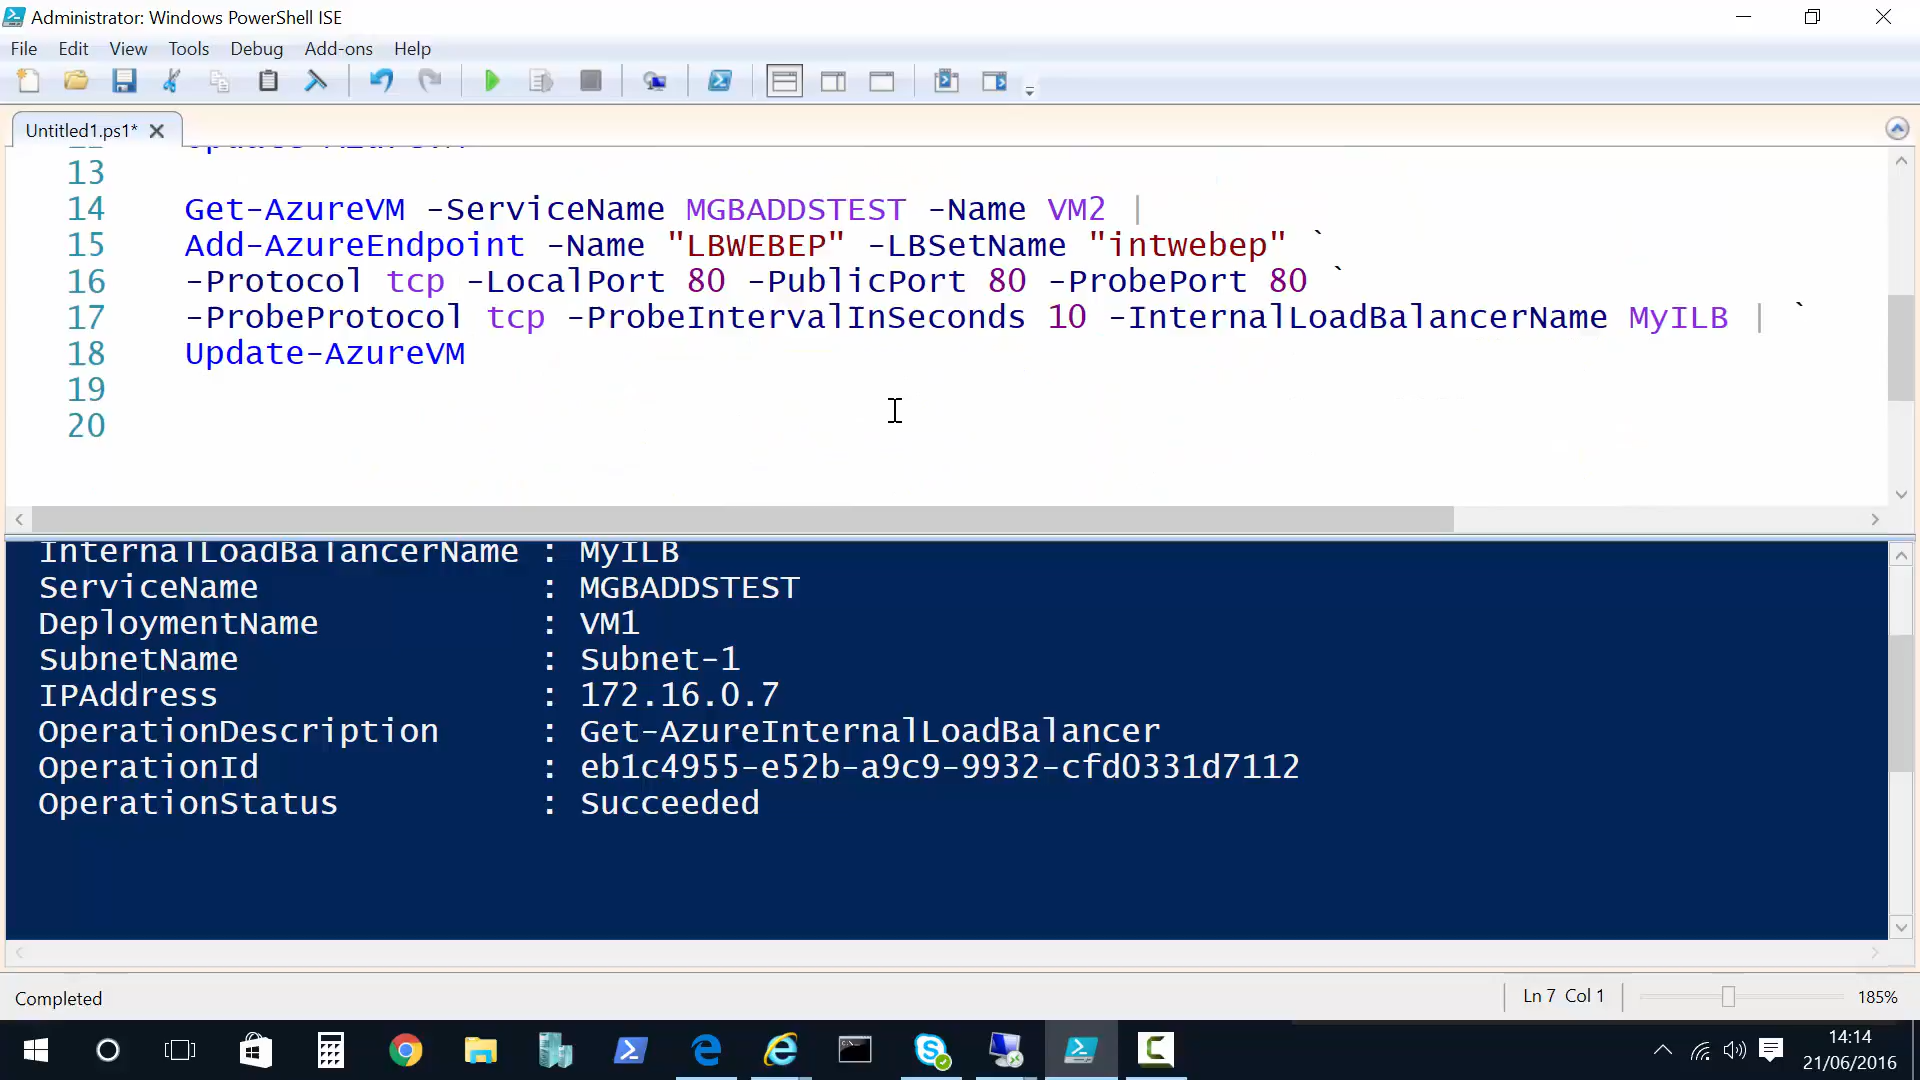 Administrator: Windows PowerShell ISE
File Edit View Tools Debug Add-ons Help
Untitled1.ps1* 
13
14 Get-AzureVM -ServiceName MGBADDSTEST -Name VM2 |
15 Add-AzureEndpoint -Name "LBWEBEP" -LBSetName "intwebep" `
16 -Protocol tcp -LocalPort 80 -PublicPort 80 -ProbePort 80 `
17 -ProbeProtocol tcp -ProbeIntervalInSeconds 10 -InternalLoadBalancerName MyILB | `
18 Update-AzureVM
19
20
InternalLoadBalancerName : MyILB
ServiceName : MGBADDSTEST
DeploymentName : VM1
SubnetName : Subnet-1
IPAddress : 172.16.0.7
OperationDescription : Get-AzureInternalLoadBalancer
OperationId : eb1c4955-e52b-a9c9-9932-cfd0331d7112
OperationStatus : Succeeded
Completed
Ln 7 Col 1
185%
14:14
21/06/2016